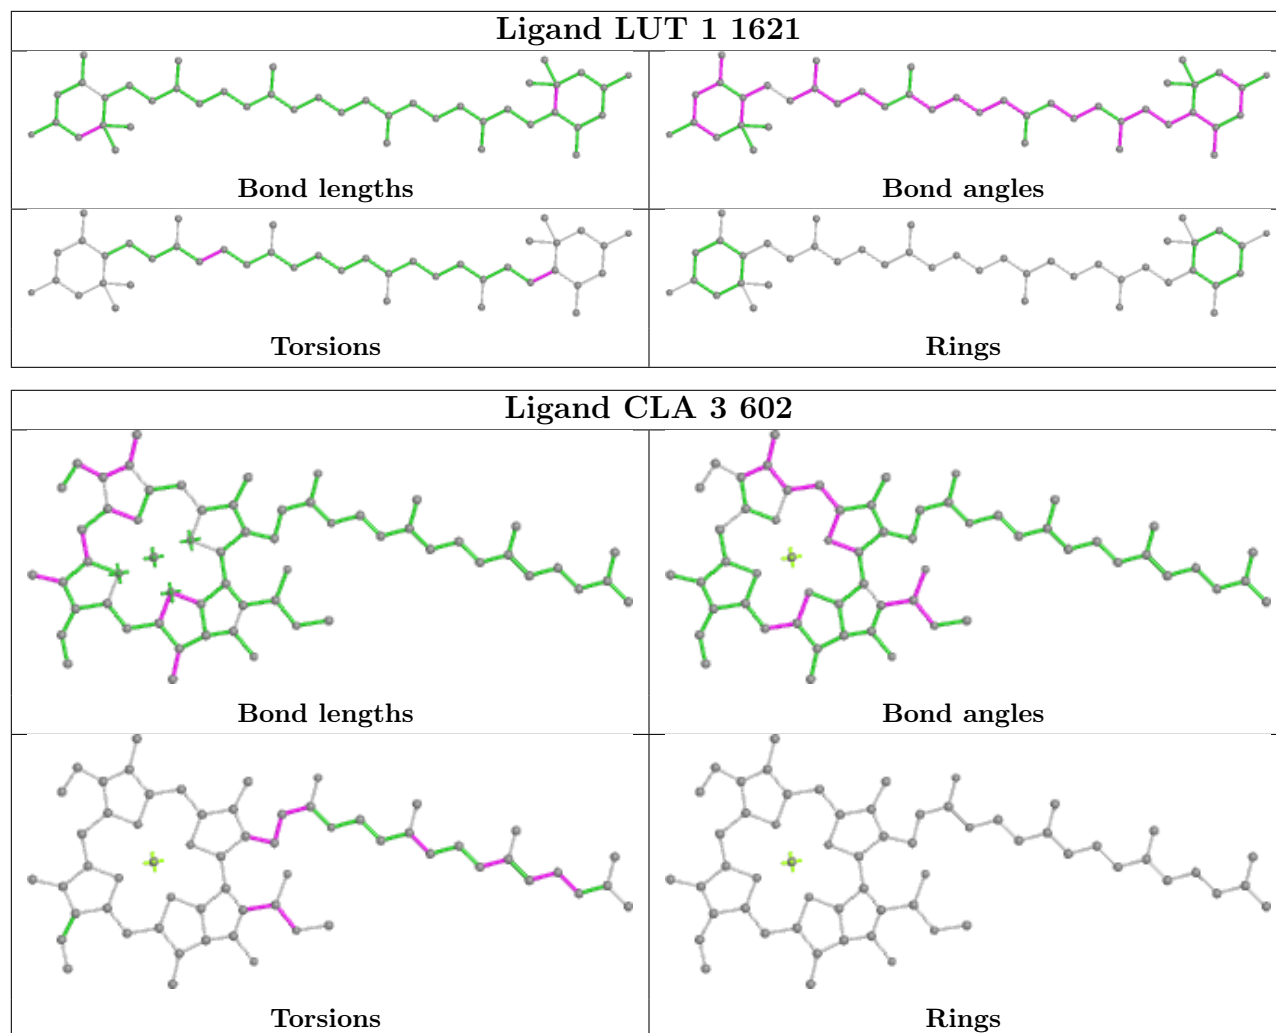 Ligand LUT 1 1621
Bond lengths
Bond angles
Torsions
Rings
Ligand CLA 3 602
Bond lengths
Bond angles
Torsions
Rings